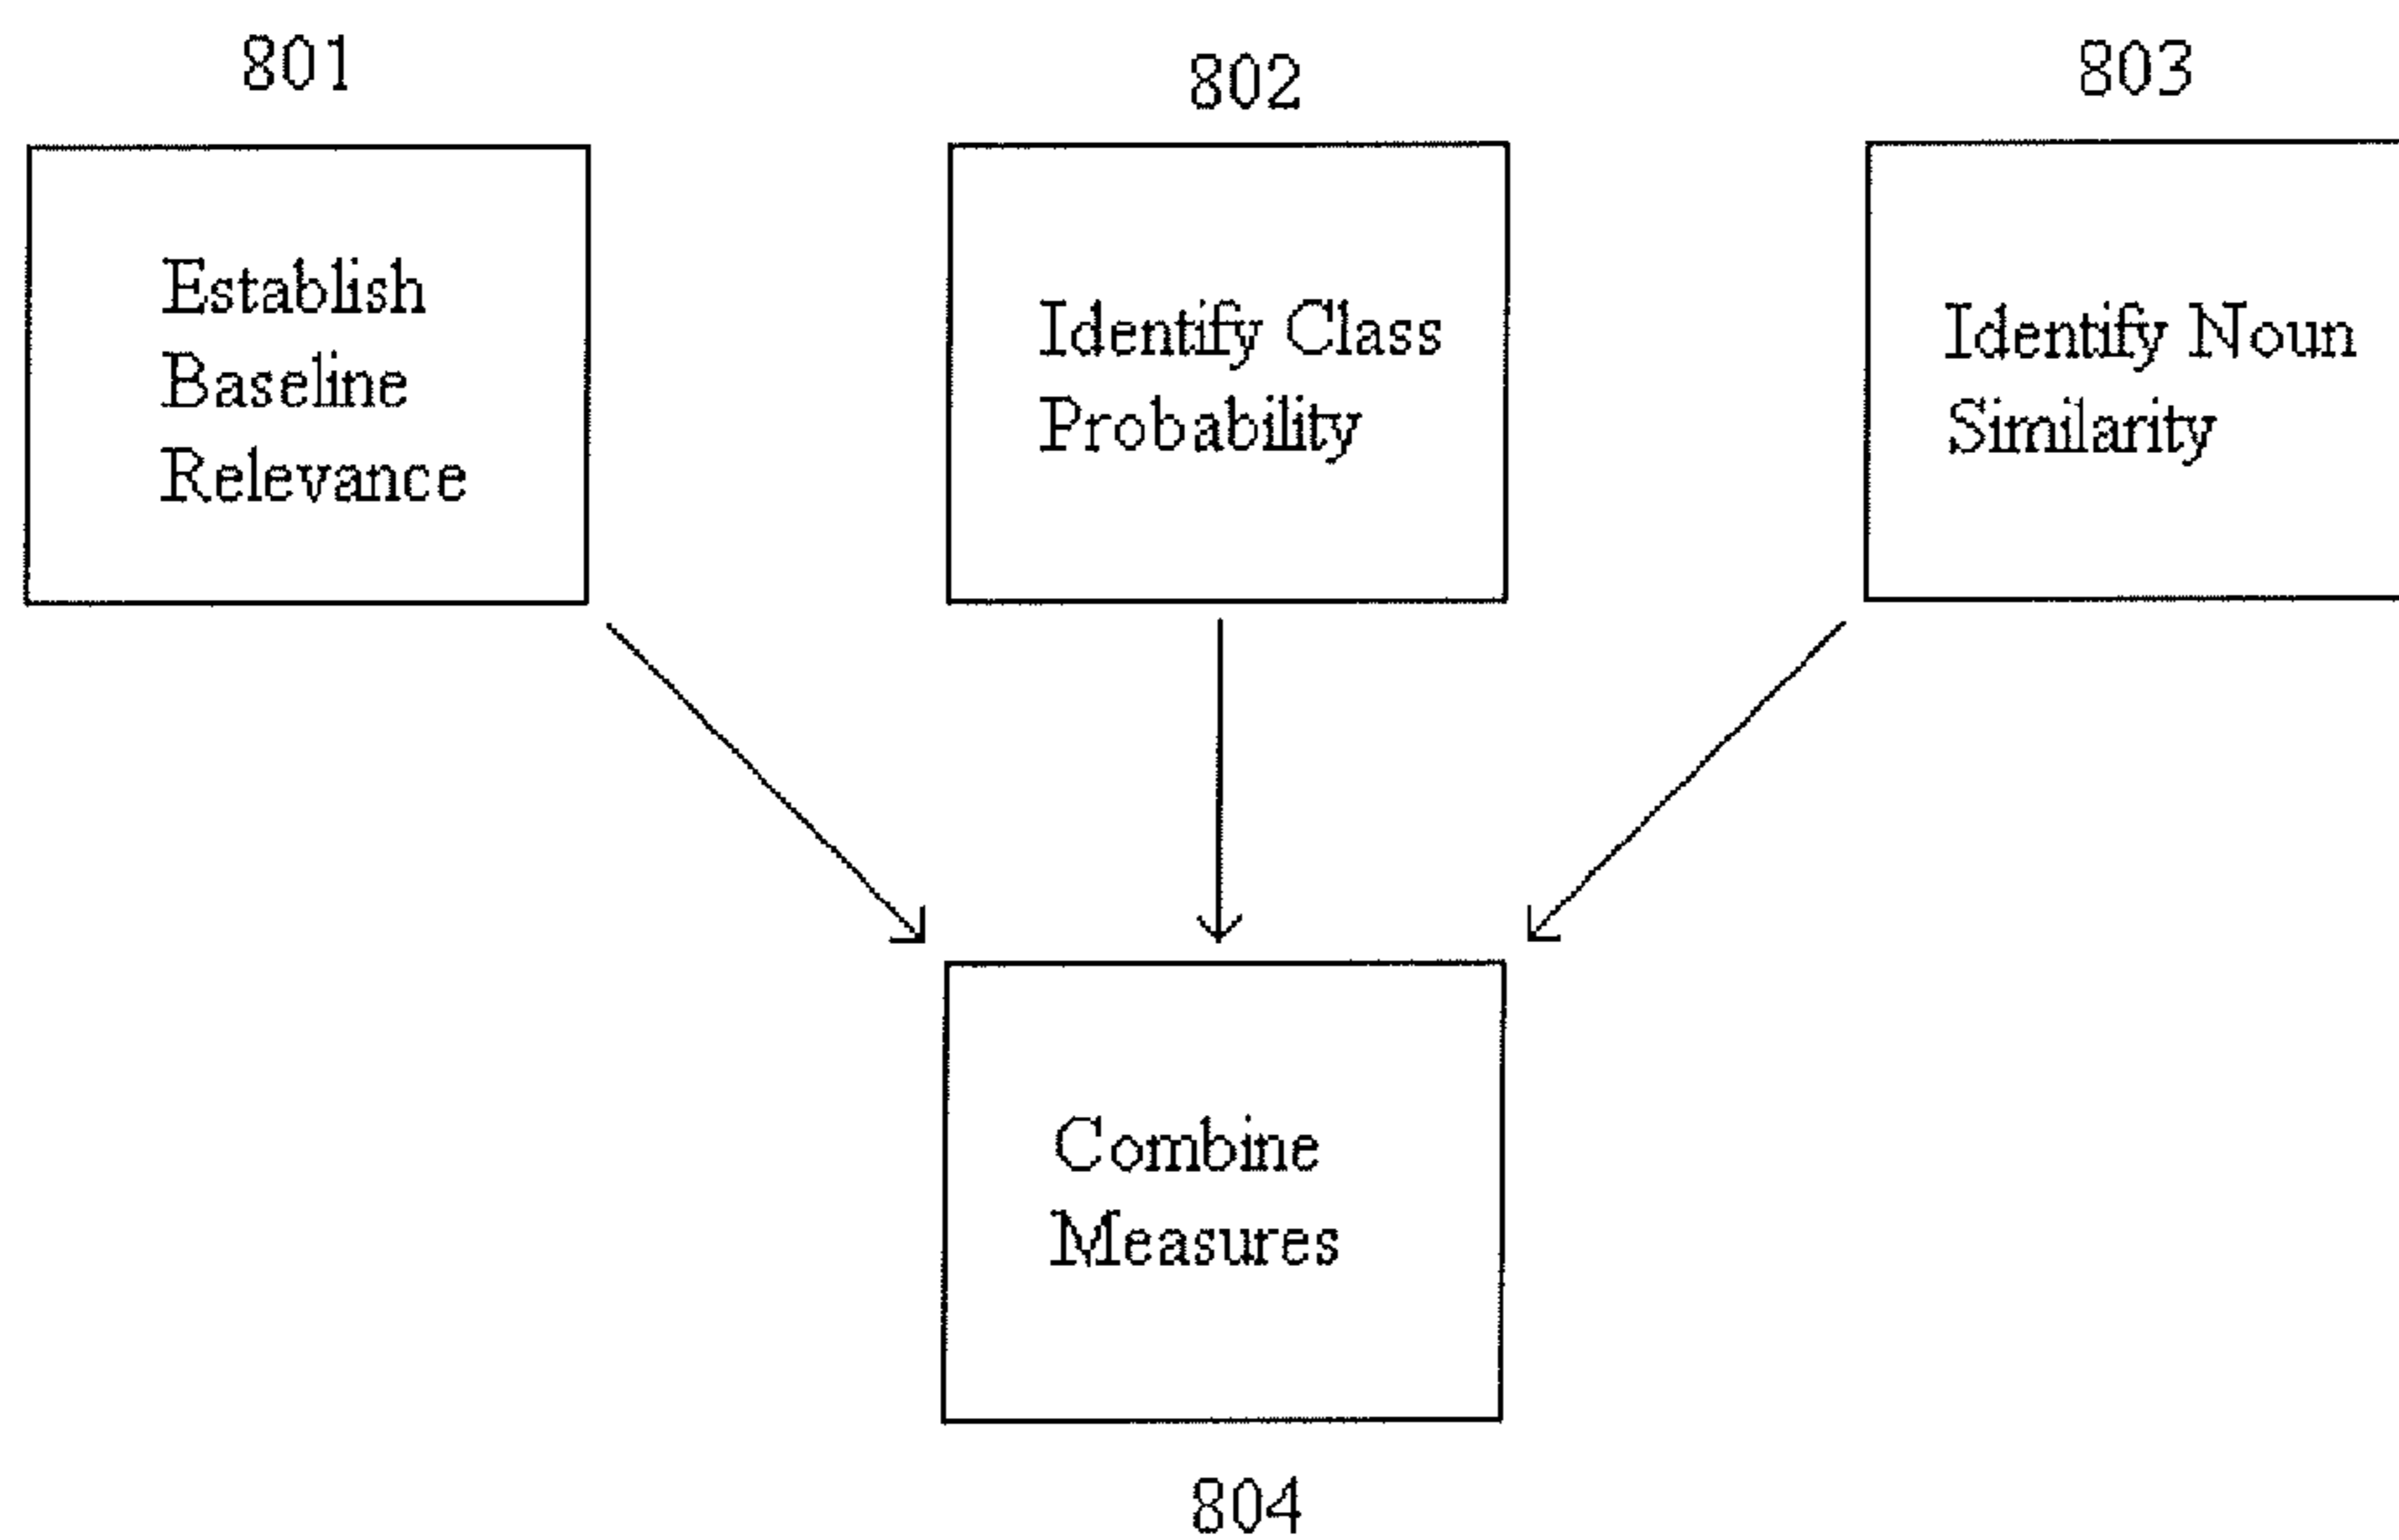 801
802
803
Establish
Baseline
Relevance
Identify Class
Probability
Identify Noun
Similarity
Combine
Measures
804